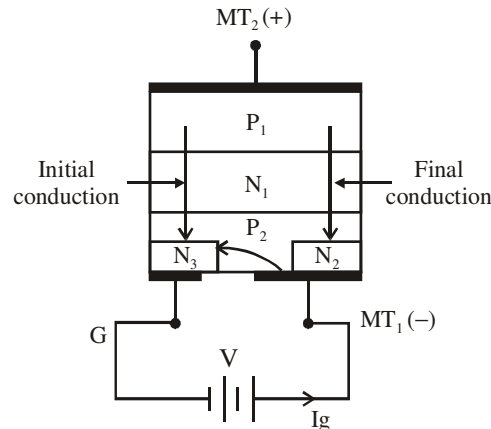 MT₂(+)
P₁
Initial conduction
N₁
Final conduction
P₂
N₃
N₂
G
MT₁(−)
V
Ig